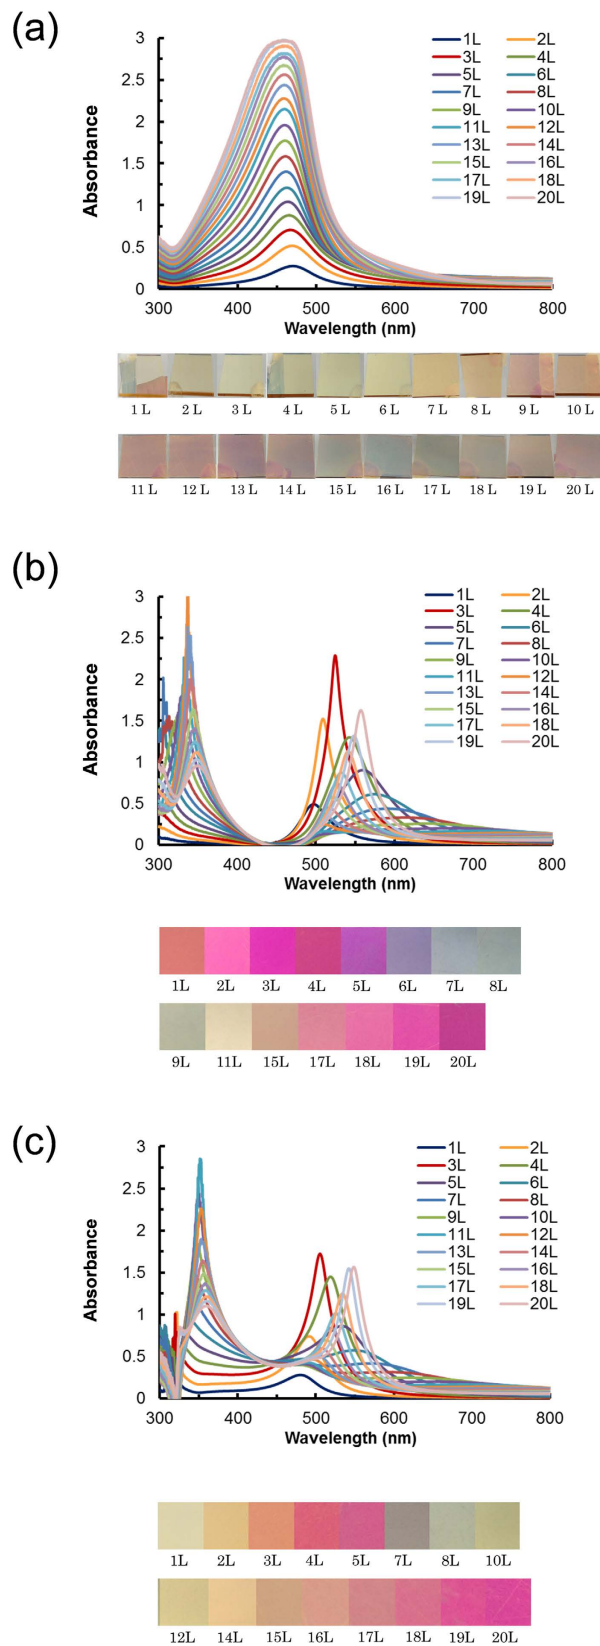 (a)
3
2.5
2
1.5
1
0.5
0
Absorbance
300 400 500 600 700 800
Wavelength (nm)
1L 2L
3L 4L
5L 6L
7L 8L
9L 10L
11L 12L
13L 14L
15L 16L
17L 18L
19L 20L
1 L 2 L 3 L 4 L 5 L 6 L 7 L 8 L 9 L 10 L
11 L 12 L 13 L 14 L 15 L 16 L 17 L 18 L 19 L 20 L
(b)
3
2.5
2
1.5
1
0.5
0
Absorbance
300 400 500 600 700 800
Wavelength (nm)
1L 2L
3L 4L
5L 6L
7L 8L
9L 10L
11L 12L
13L 14L
15L 16L
17L 18L
19L 20L
1L 2L 3L 4L 5L 6L 7L 8L
9L 11L 15L 17L 18L 19L 20L
(c)
3
2.5
2
1.5
1
0.5
0
Absorbance
300 400 500 600 700 800
Wavelength (nm)
1L 2L
3L 4L
5L 6L
7L 8L
9L 10L
11L 12L
13L 14L
15L 16L
17L 18L
19L 20L
1L 2L 3L 4L 5L 7L 8L 10L
12L 14L 15L 16L 17L 18L 19L 20L